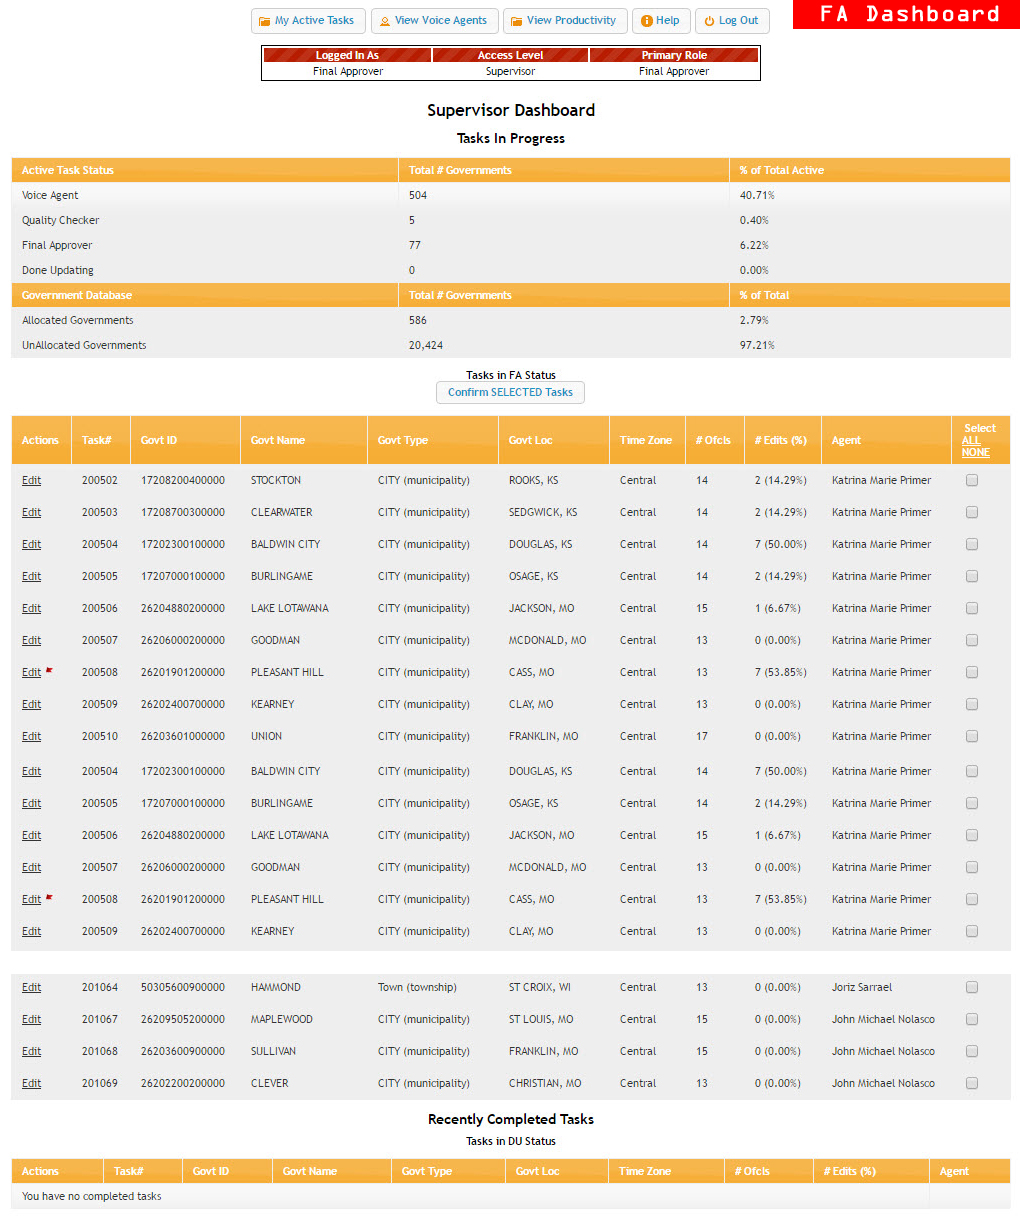 My Active Tasks View Voice Agents View Productivity Help Log Out FA Dashboard
Logged In As Access Level Primary Role
Final Approver Supervisor Final Approver
Supervisor Dashboard
Tasks In Progress
Active Task Status Total # Governments % of Total Active
Voice Agent 504 40.71%
Quality Checker 5 0.40%
Final Approver 77 6.22%
Done Updating 0 0.00%
Government Database Total # Governments % of Total
Allocated Governments 586 2.79%
UnAllocated Governments 20,424 97.21%
Tasks in FA Status
Confirm SELECTED Tasks
Actions Task# Govt ID Govt Name Govt Type Govt Loc Time Zone # Ofcls # Edits (%) Agent Select
ALL
NONE
Edit 200502 17208200400000 STOCKTON CITY (municipality) ROOKS, KS Central 14 2 (14.29%) Katrina Marie Primer
Edit 200503 17208700300000 CLEARWATER CITY (municipality) SEDGWICK, KS Central 14 2 (14.29%) Katrina Marie Primer
Edit 200504 17202300100000 BALDWIN CITY CITY (municipality) DOUGLAS, KS Central 14 7 (50.00%) Katrina Marie Primer
Edit 200505 17207000100000 BURLINGAME CITY (municipality) OSAGE, KS Central 14 2 (14.29%) Katrina Marie Primer
Edit 200506 26204880200000 LAKE LOTAWANA CITY (municipality) JACKSON, MO Central 15 1 (6.67%) Katrina Marie Primer
Edit 200507 26206000200000 GOODMAN CITY (municipality) MCDONALD, MO Central 13 0 (0.00%) Katrina Marie Primer
Edit 200508 26201901200000 PLEASANT HILL CITY (municipality) CASS, MO Central 13 7 (53.85%) Katrina Marie Primer
Edit 200509 26202400700000 KEARNEY CITY (municipality) CLAY, MO Central 13 0 (0.00%) Katrina Marie Primer
Edit 200510 26203601000000 UNION CITY (municipality) FRANKLIN, MO Central 17 0 (0.00%) Katrina Marie Primer
Edit 200504 17202300100000 BALDWIN CITY CITY (municipality) DOUGLAS, KS Central 14 7 (50.00%) Katrina Marie Primer
Edit 200505 17207000100000 BURLINGAME CITY (municipality) OSAGE, KS Central 14 2 (14.29%) Katrina Marie Primer
Edit 200506 26204880200000 LAKE LOTAWANA CITY (municipality) JACKSON, MO Central 15 1 (6.67%) Katrina Marie Primer
Edit 200507 26206000200000 GOODMAN CITY (municipality) MCDONALD, MO Central 13 0 (0.00%) Katrina Marie Primer
Edit 200508 26201901200000 PLEASANT HILL CITY (municipality) CASS, MO Central 13 7 (53.85%) Katrina Marie Primer
Edit 200509 26202400700000 KEARNEY CITY (municipality) CLAY, MO Central 13 0 (0.00%) Katrina Marie Primer
Edit 201064 50305600900000 HAMMOND Town (township) ST CROIX, WI Central 13 0 (0.00%) Joriz Sarrael
Edit 201067 26209505200000 MAPLEWOOD CITY (municipality) ST LOUIS, MO Central 15 0 (0.00%) John Michael Nolasco
Edit 201068 26203600900000 SULLIVAN CITY (municipality) FRANKLIN, MO Central 15 0 (0.00%) John Michael Nolasco
Edit 201069 26202200200000 CLEVER CITY (municipality) CHRISTIAN, MO Central 13 0 (0.00%) John Michael Nolasco
Recently Completed Tasks
Tasks in DU Status
Actions Task# Govt ID Govt Name Govt Type Govt Loc Time Zone # Ofcls # Edits (%) Agent
You have no completed tasks